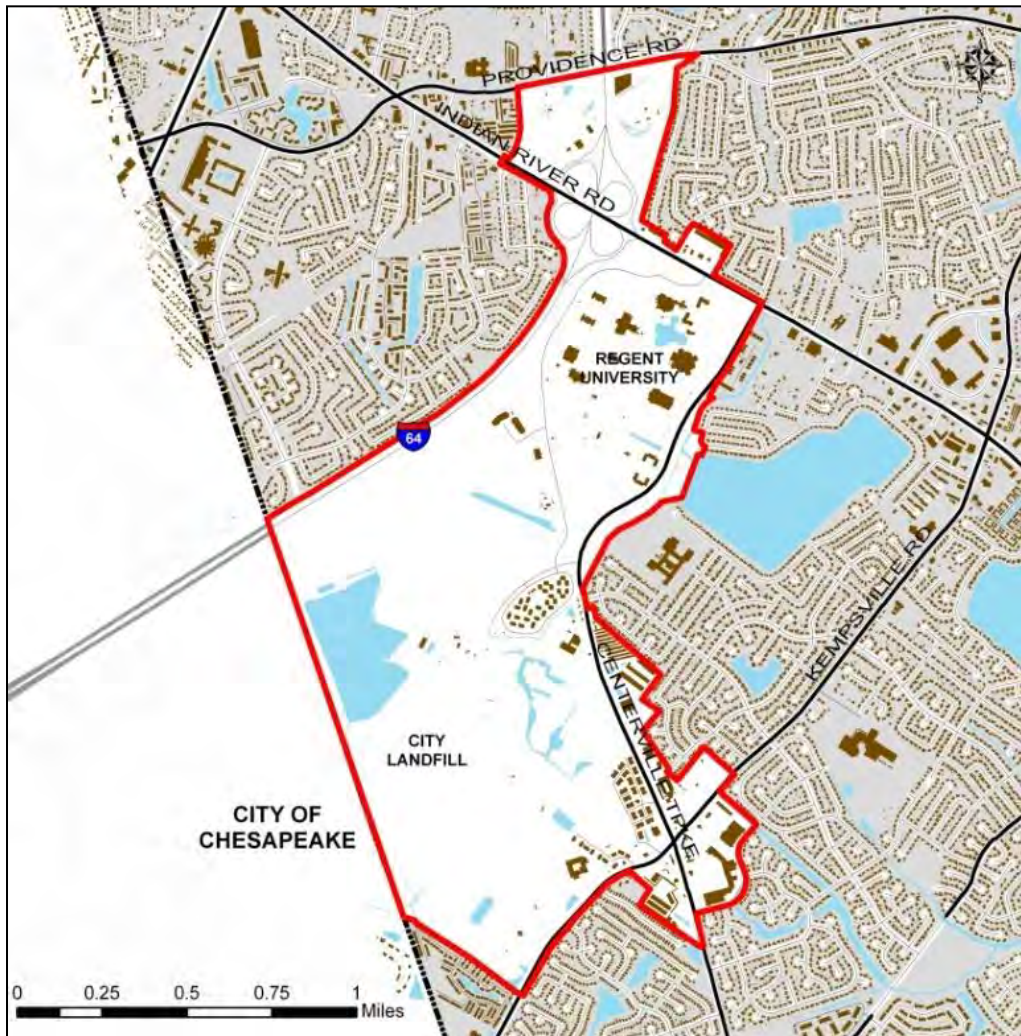 PROVIDENCE RD
INDIAN RIVER RD
REGENT
UNIVERSITY
64
KEMPSVILLE RD
CENTERVILLE TPKE
CITY
LANDFILL
CITY OF
CHESAPEAKE
0 0.25 0.5 0.75 1
Miles